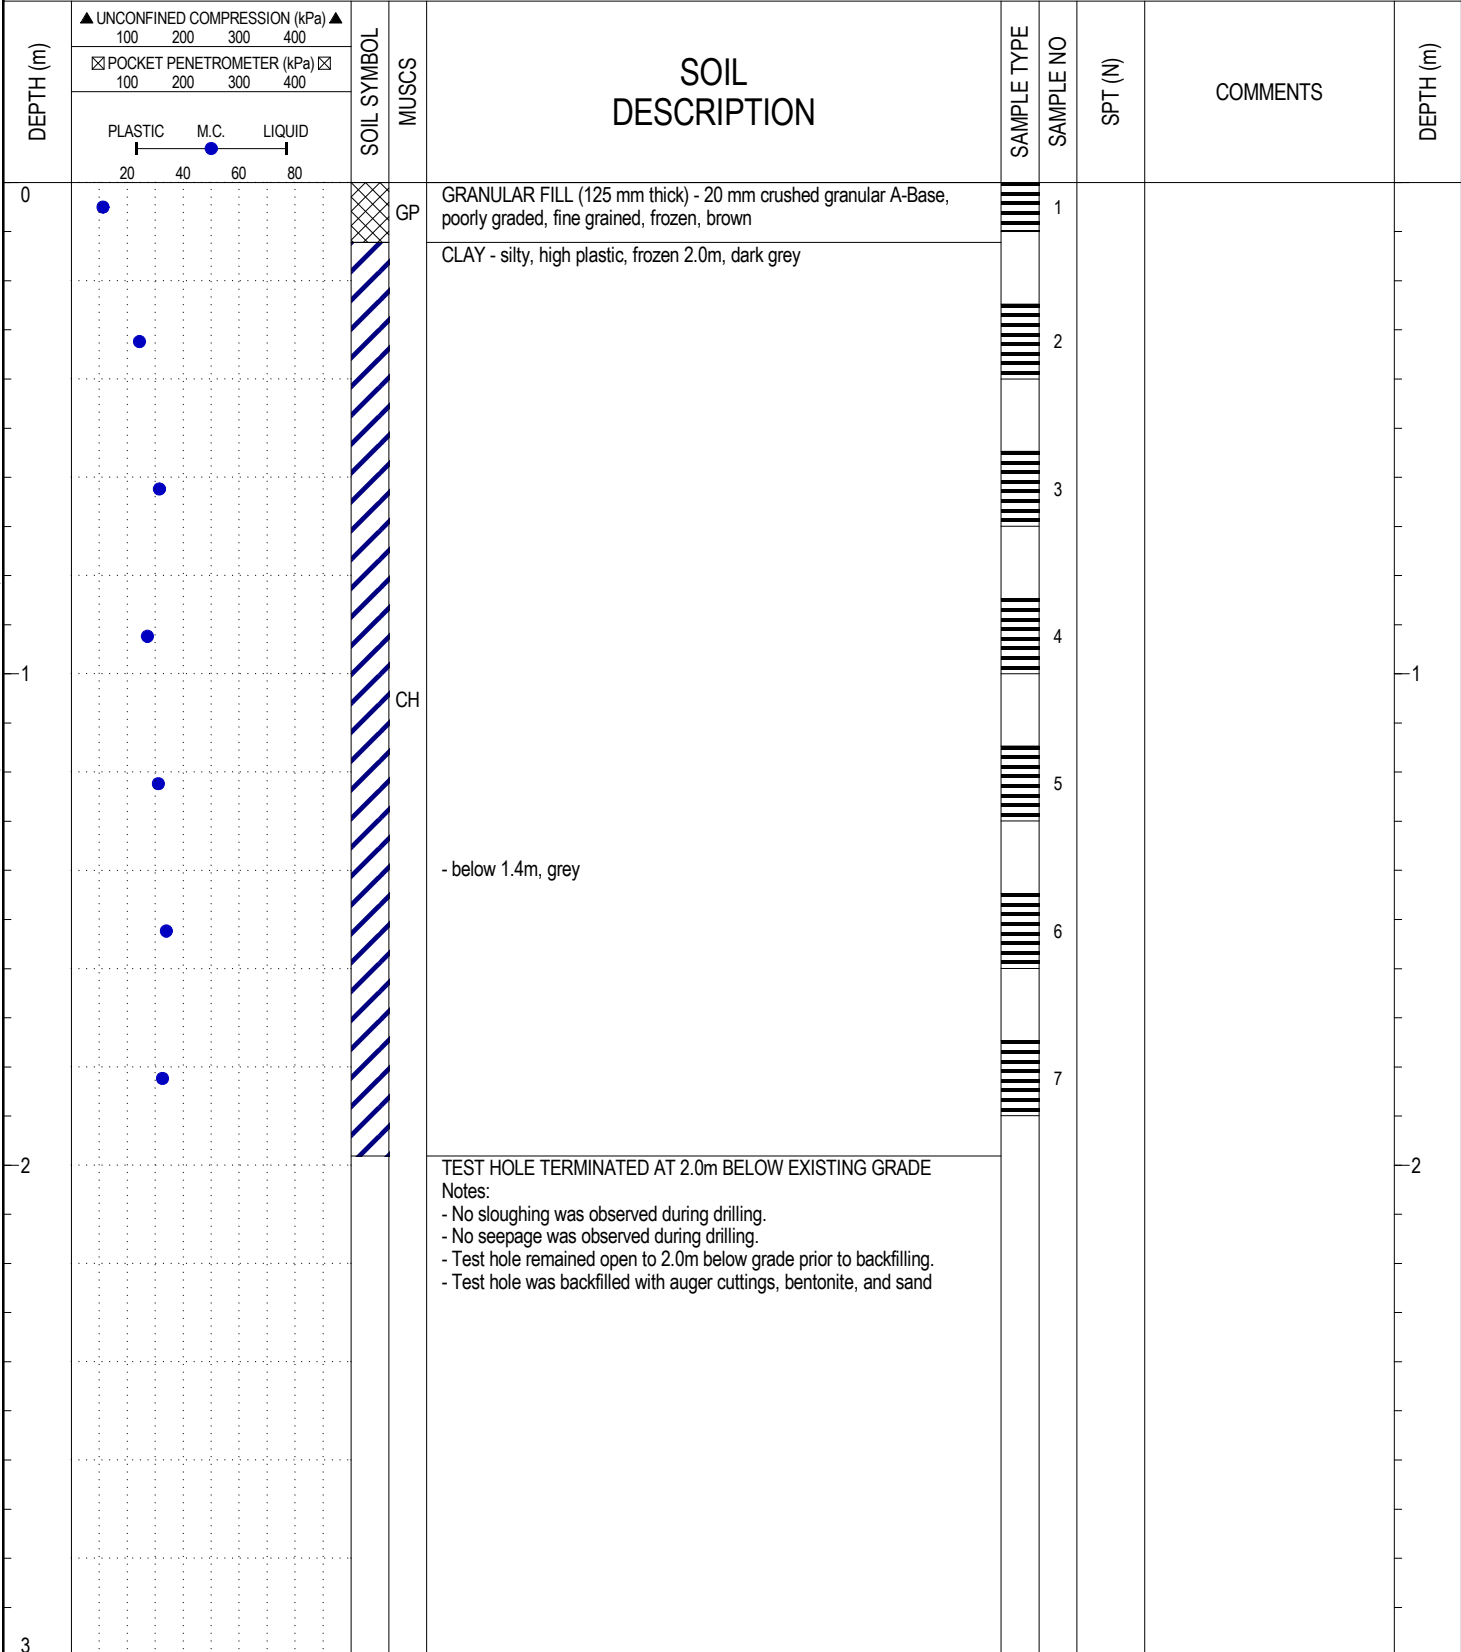 DEPTH (m)
▲ UNCONFINED COMPRESSION (kPa) ▲
100 200 300 400
☒ POCKET PENETROMETER (kPa) ☒
100 200 300 400
PLASTIC M.C. LIQUID
20 40 60 80
SOIL SYMBOL
MUSCS
SOIL
DESCRIPTION
SAMPLE TYPE
SAMPLE NO
SPT (N)
COMMENTS
DEPTH (m)
0
GP
GRANULAR FILL (125 mm thick) - 20 mm crushed granular A-Base,
poorly graded, fine grained, frozen, brown
1
CLAY - silty, high plastic, frozen 2.0m, dark grey
2
3
4
1
1
CH
5
- below 1.4m, grey
6
7
2
2
TEST HOLE TERMINATED AT 2.0m BELOW EXISTING GRADE
Notes:
- No sloughing was observed during drilling.
- No seepage was observed during drilling.
- Test hole remained open to 2.0m below grade prior to backfilling.
- Test hole was backfilled with auger cuttings, bentonite, and sand
3